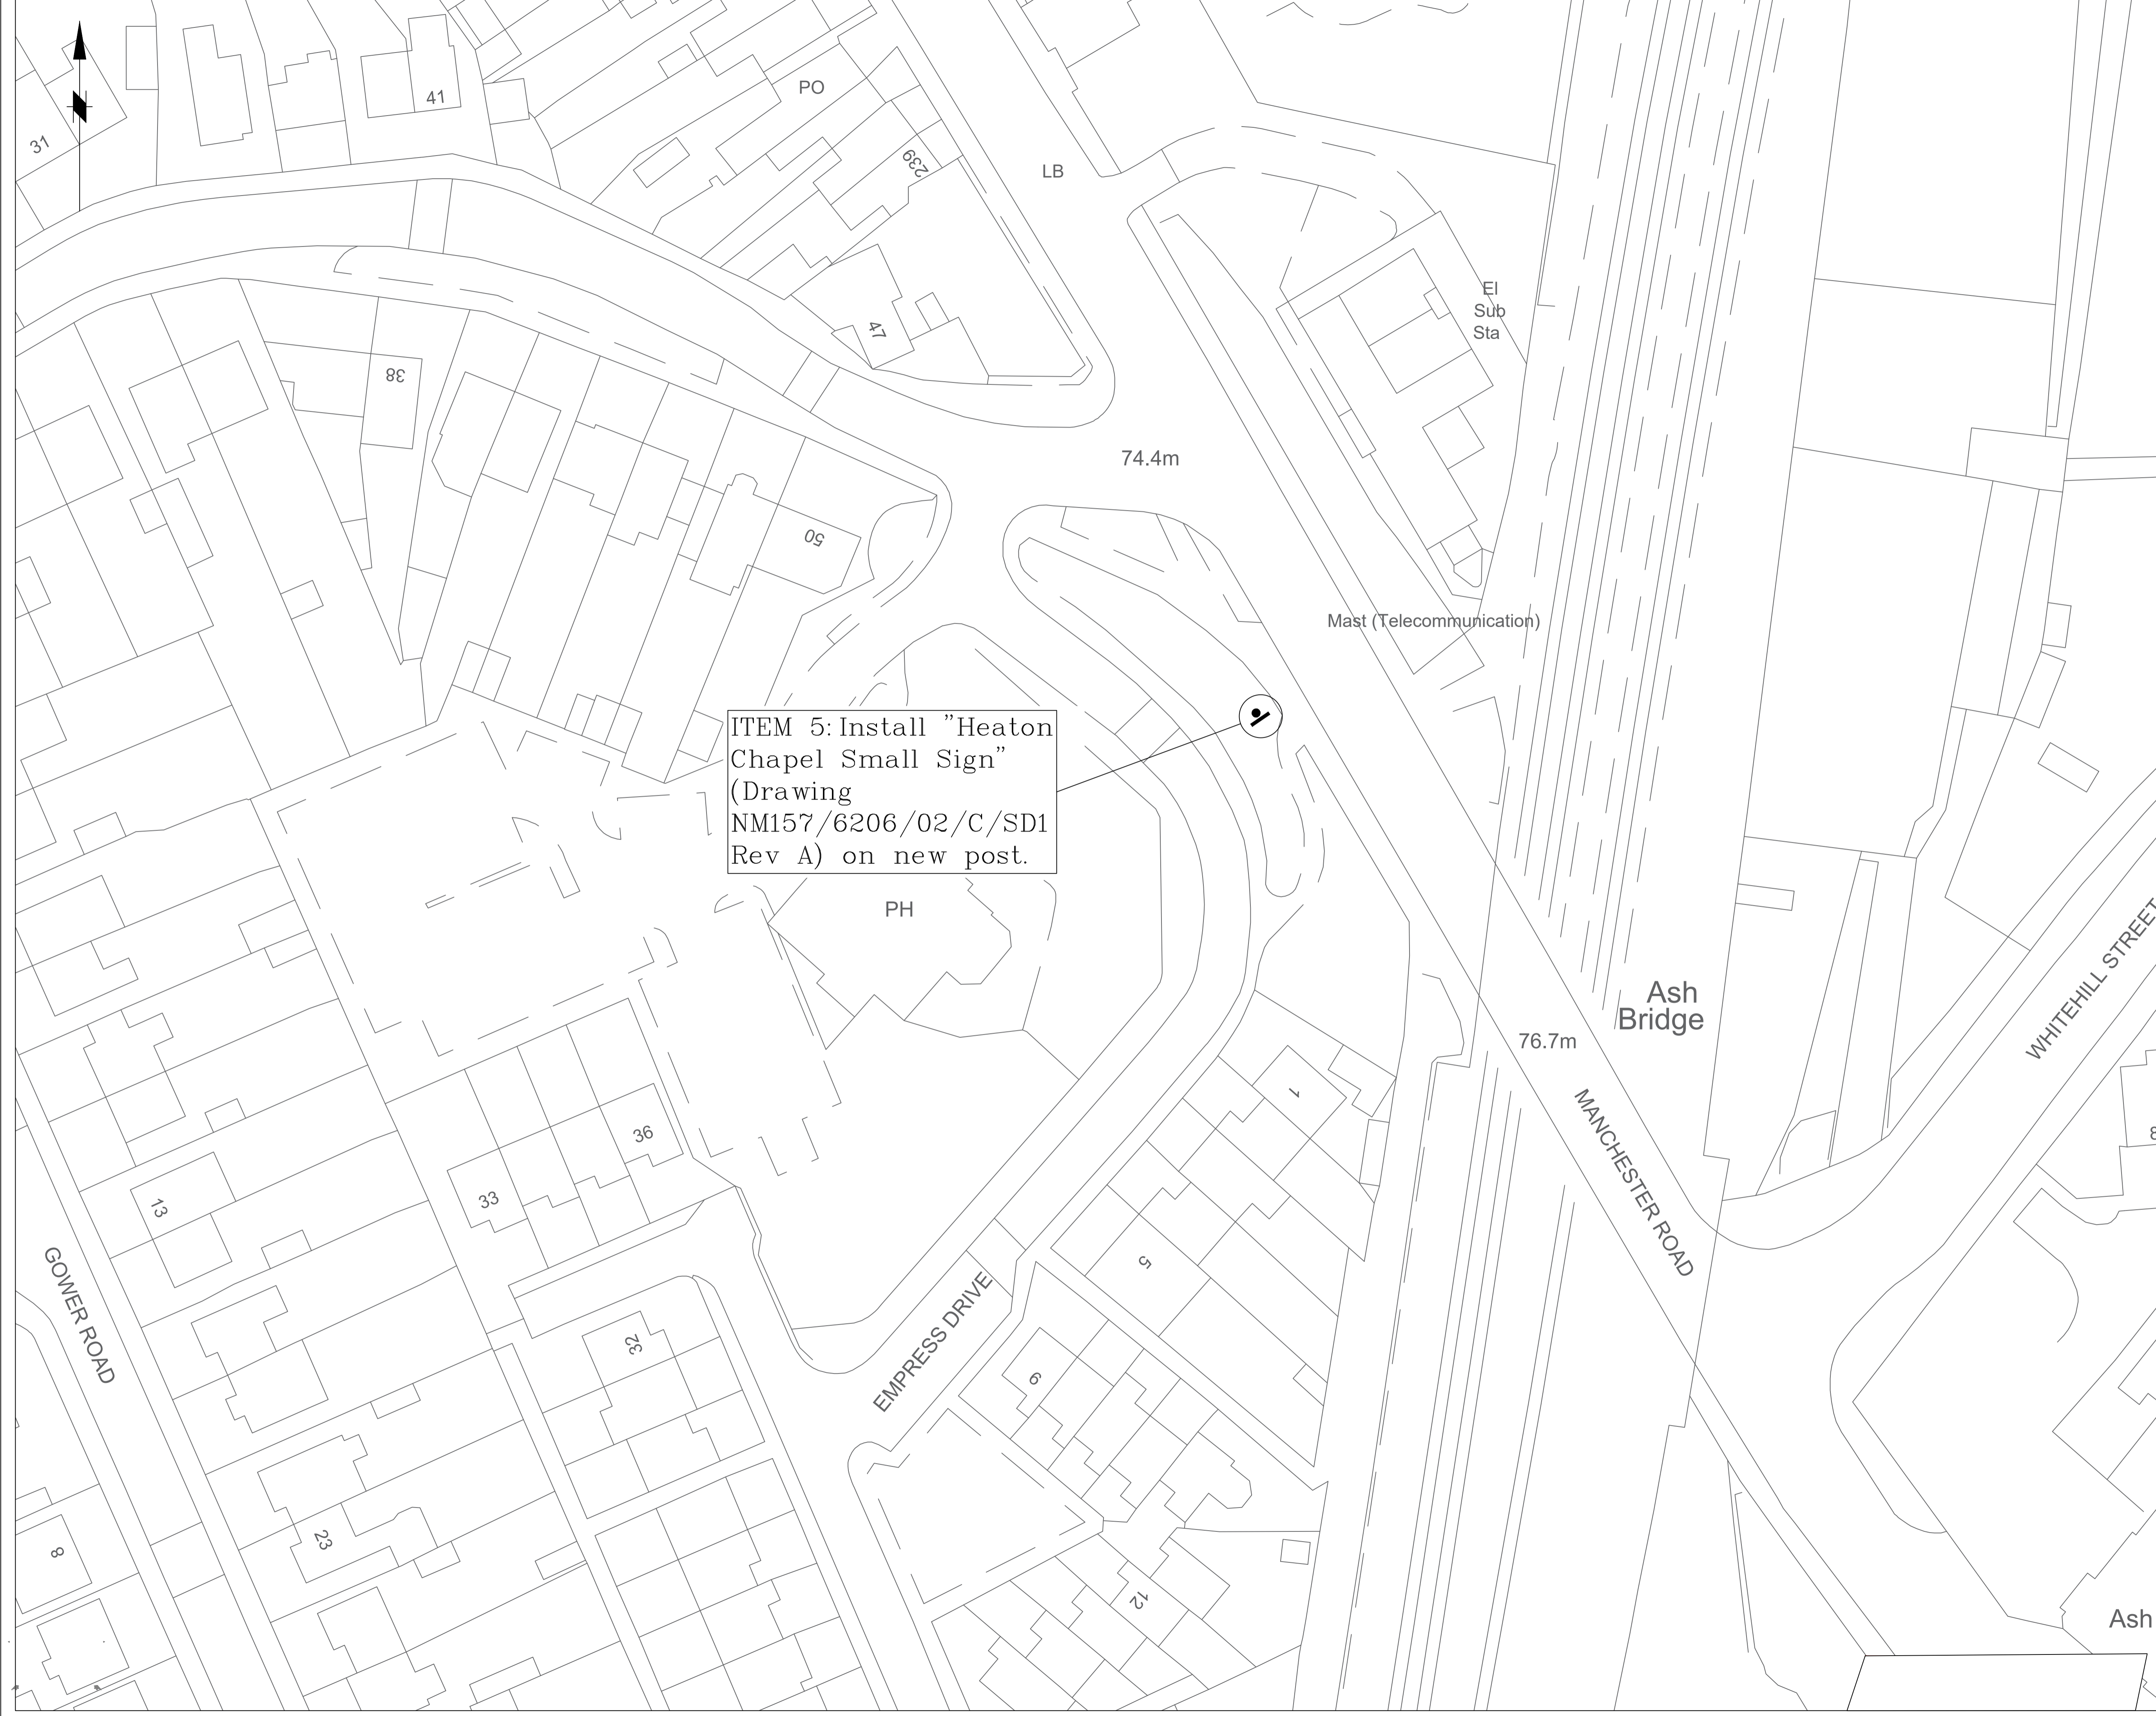 31
41
PO
239
LB
47
El
Sub
Sta
38
74.4m
50
Mast (Telecommunication)
ITEM 5: Install "Heaton
Chapel Small Sign"
(Drawing
NM157/6206/02/C/SD1
Rev A) on new post.
PH
WHITEHILL STREET
Ash
Bridge
76.7m
MANCHESTER ROAD
1
36
33
13
5
GOWER ROAD
EMPRESS DRIVE
32
9
23
8
12
Ash